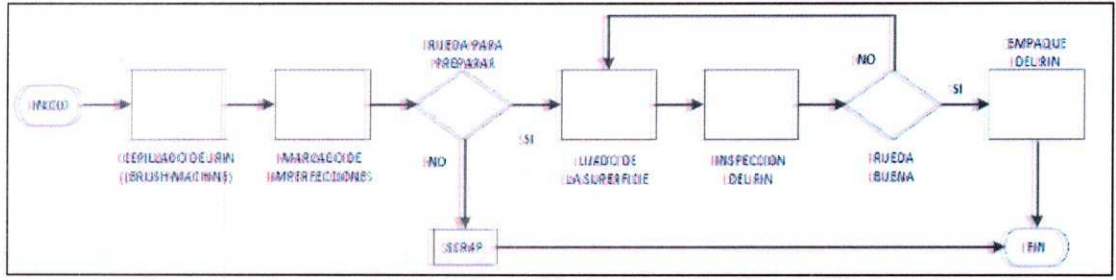 INICIO
CEPILLADO DEL RIN
(BRUSH MACHINE)
MARCADO DE
IMPERFECCIONES
RUEDA PARA
PREPARAR
SI
NO
SCRAP
LIJADO DE
LA SUPERFICIE
INSPECCION
DEL RIN
NO
RUEDA
BUENA
SI
EMPAQUE
DEL RIN
FIN